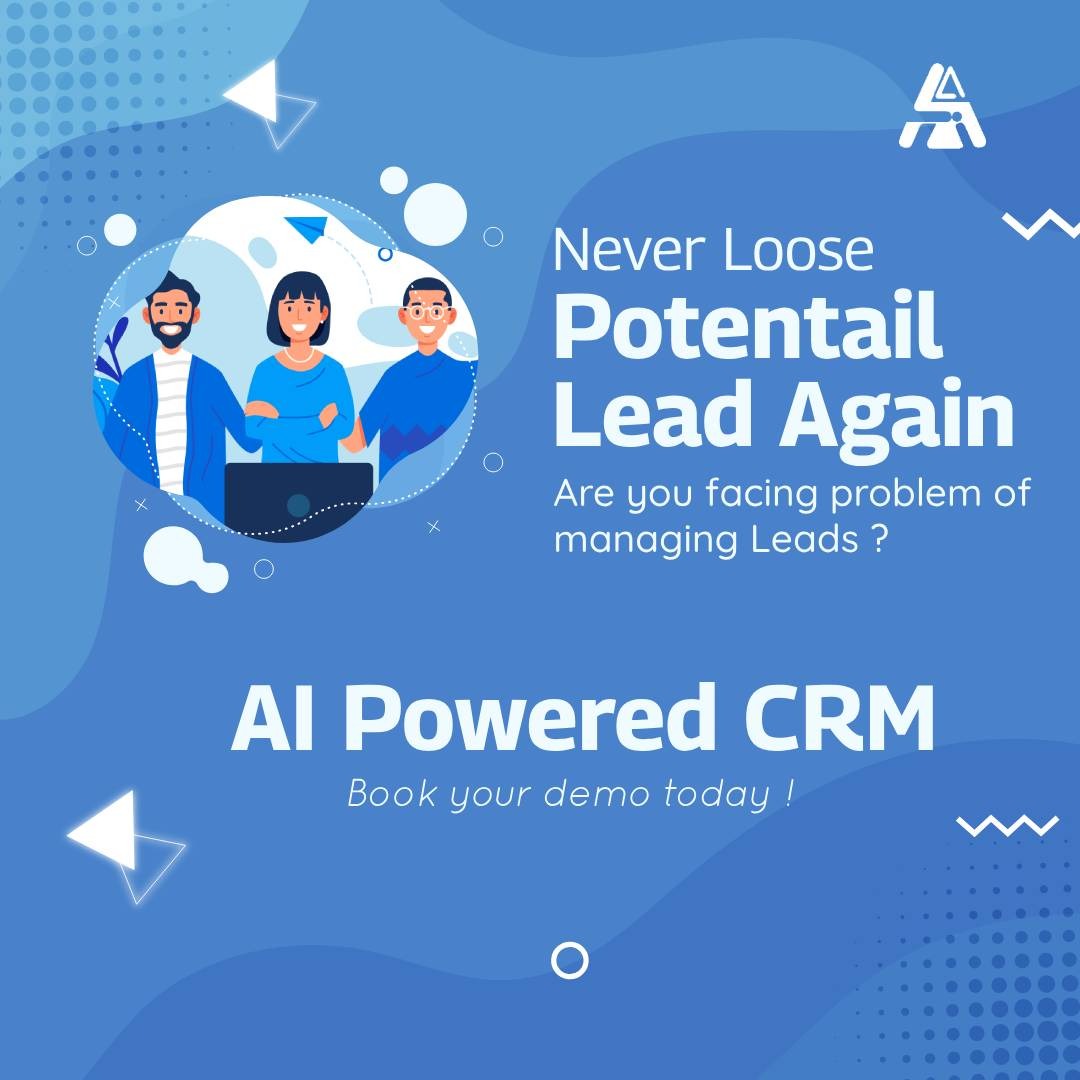 Never Loose
Potentail
Lead Again
Are you facing problem of
managing Leads ?
AI Powered CRM
Book your demo today !